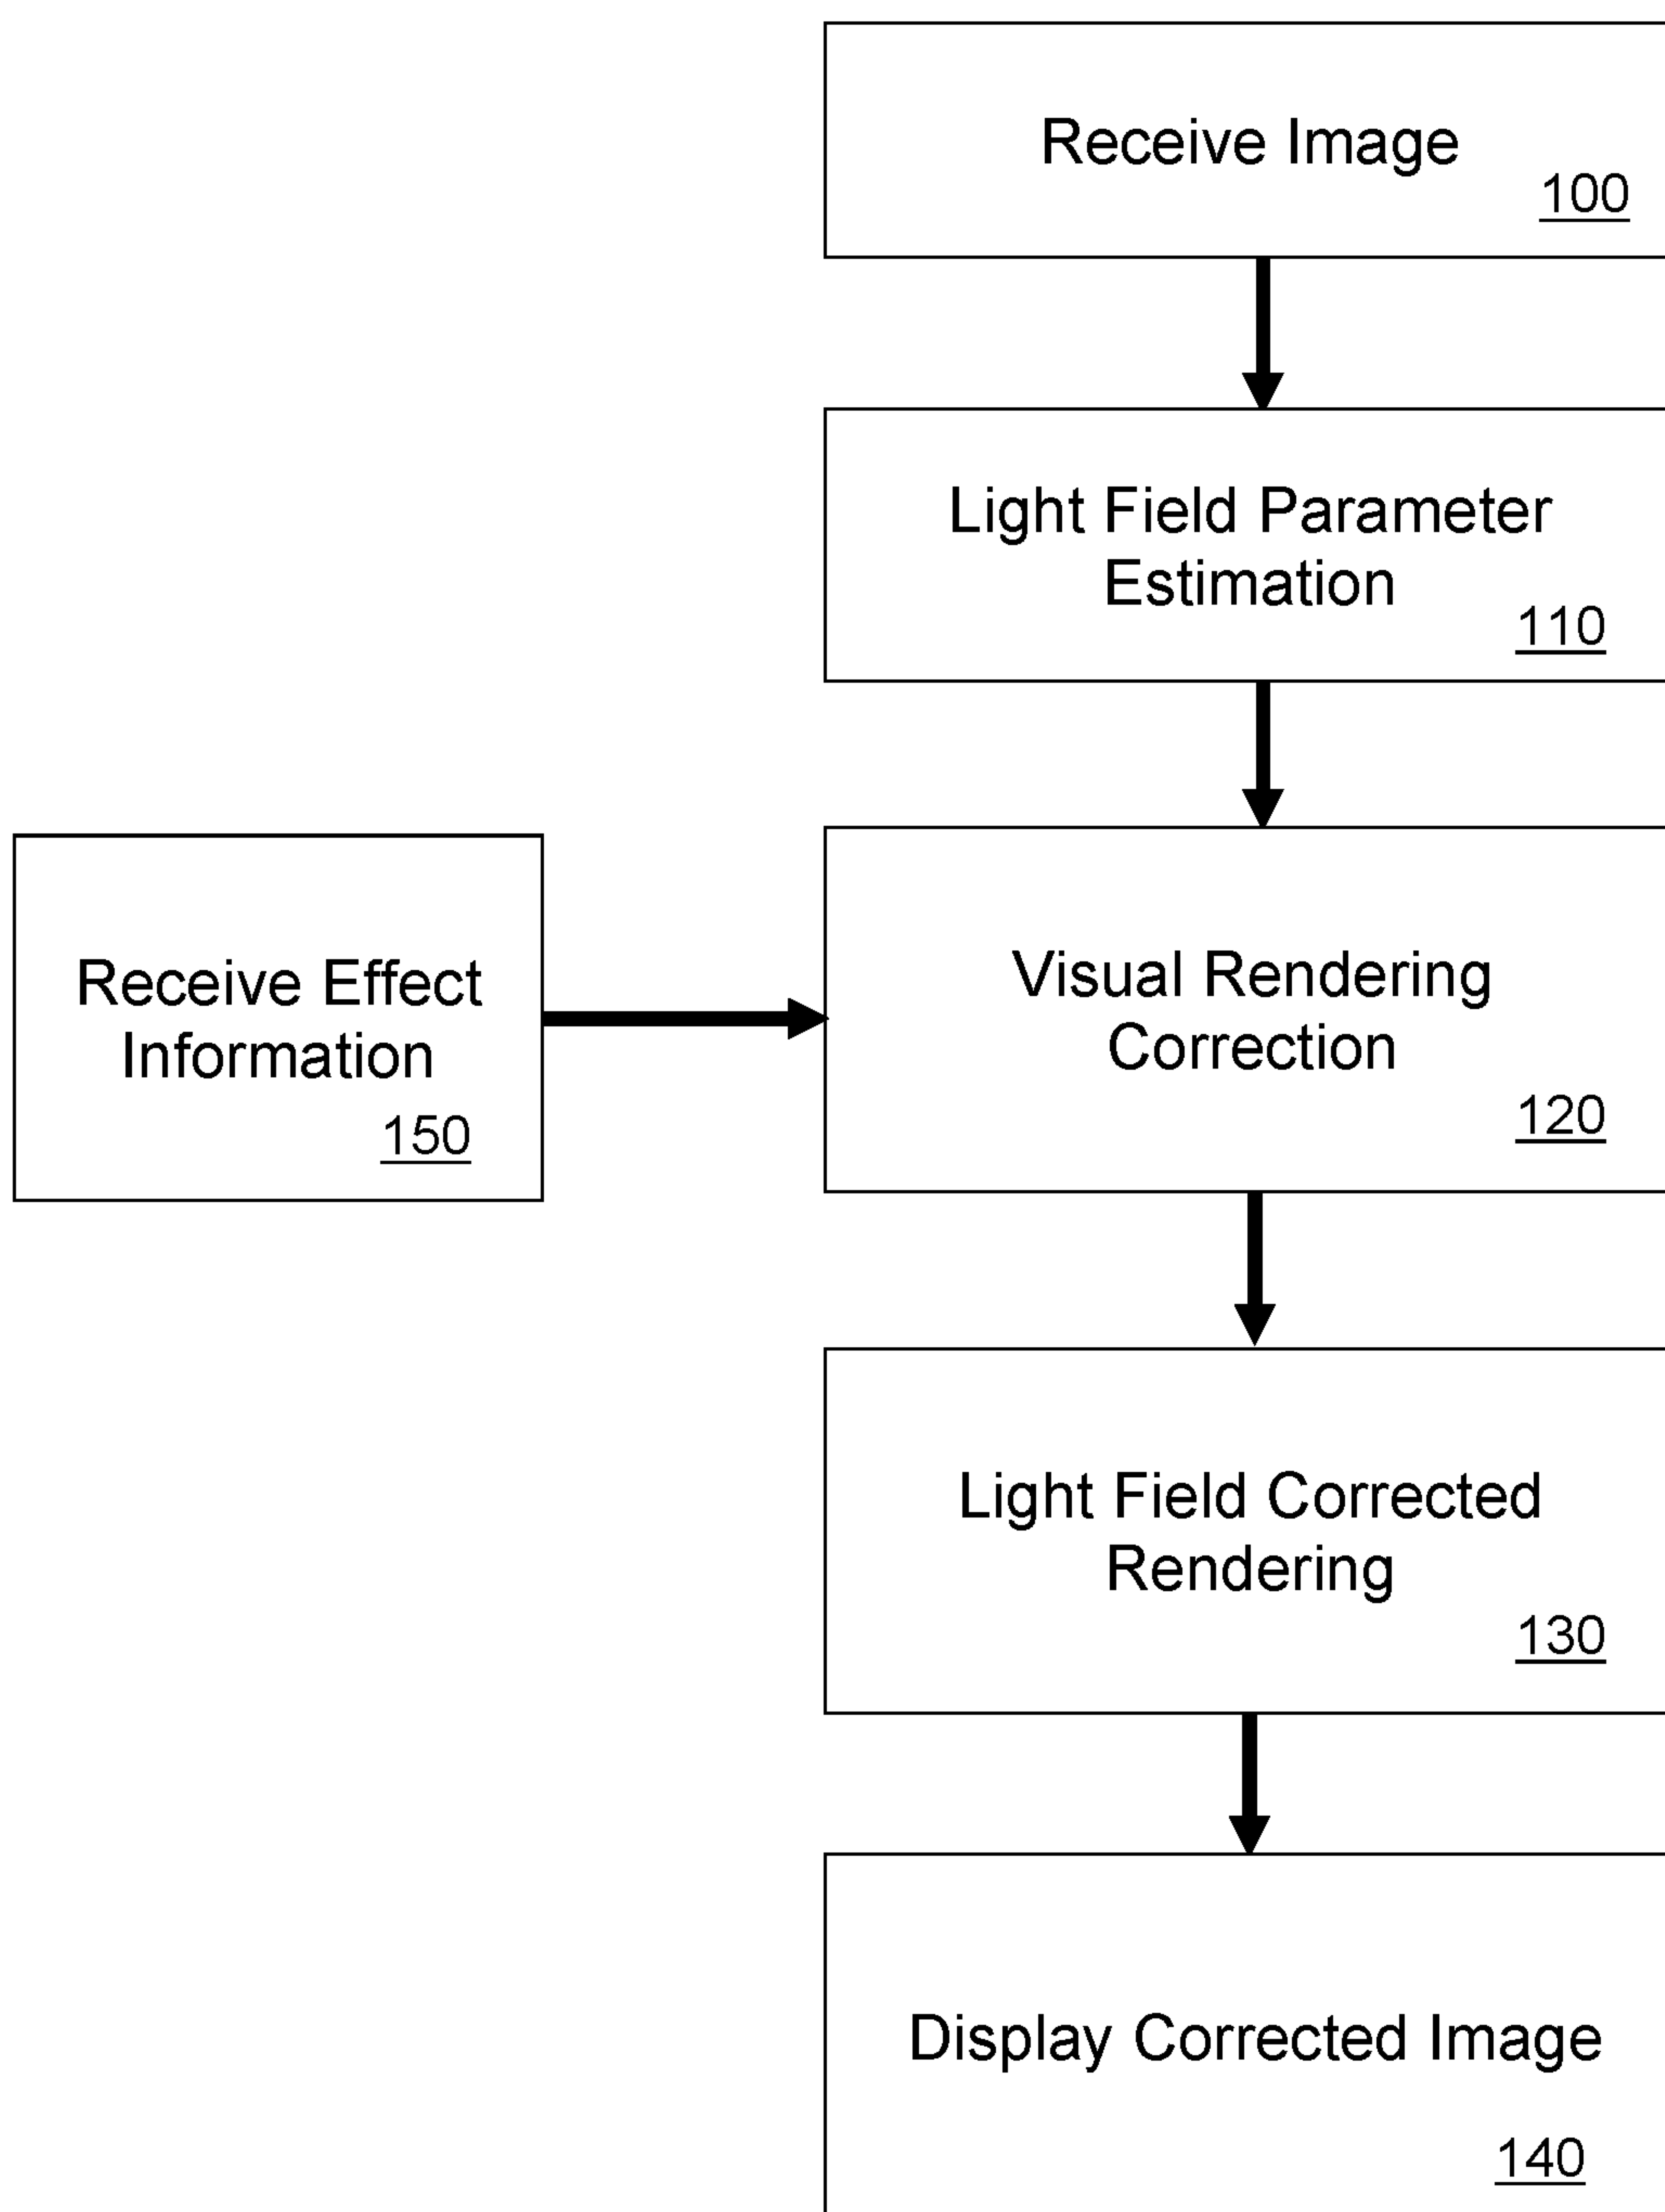 Receive Image
100
Light Field Parameter
Estimation
110
Receive Effect
Information
150
Visual Rendering
Correction
120
Light Field Corrected
Rendering
130
Display Corrected Image
140